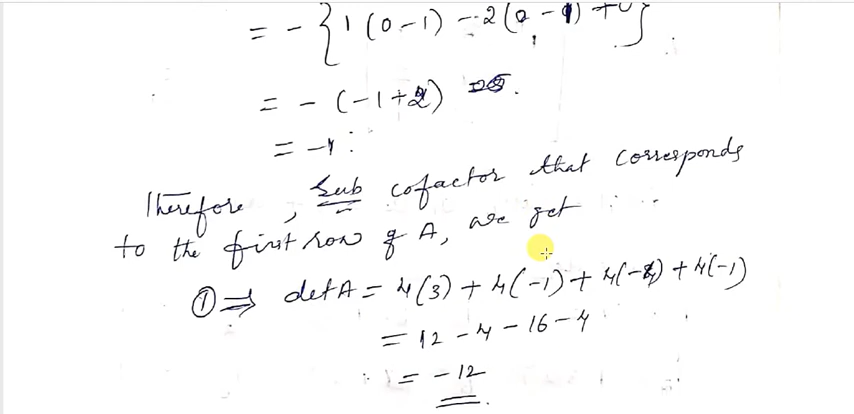 = - { 1 (0-1) - 2(0-1) + 0 }
= - (-1+2)
= -1
Therefore, Sub cofactor that corresponds
to the first row of A, we get
① ⇒ det A = 4(3) + 4(-1) + 4(-4) + 4(-1)
= 12 - 4 - 16 - 4
= -12